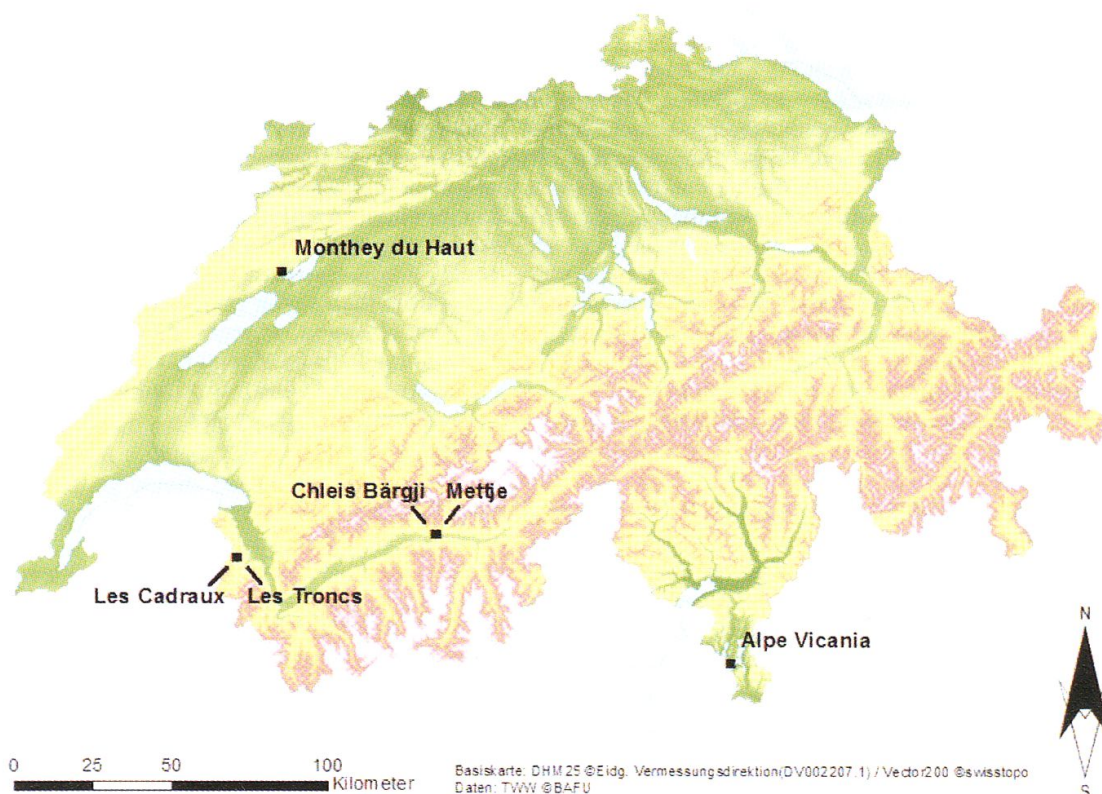 Monthey du Haut
Chleis Bärgji Mettje
Les Cadraux Les Troncs
Alpe Vicania
N
S
0 25 50 100
Kilometer
Basiskarte: DHM25 ©Eidg. Vermessungsdirektion(DV002207.1) / Vector200 ©swisstopo
Daten: TWW ©BAFU